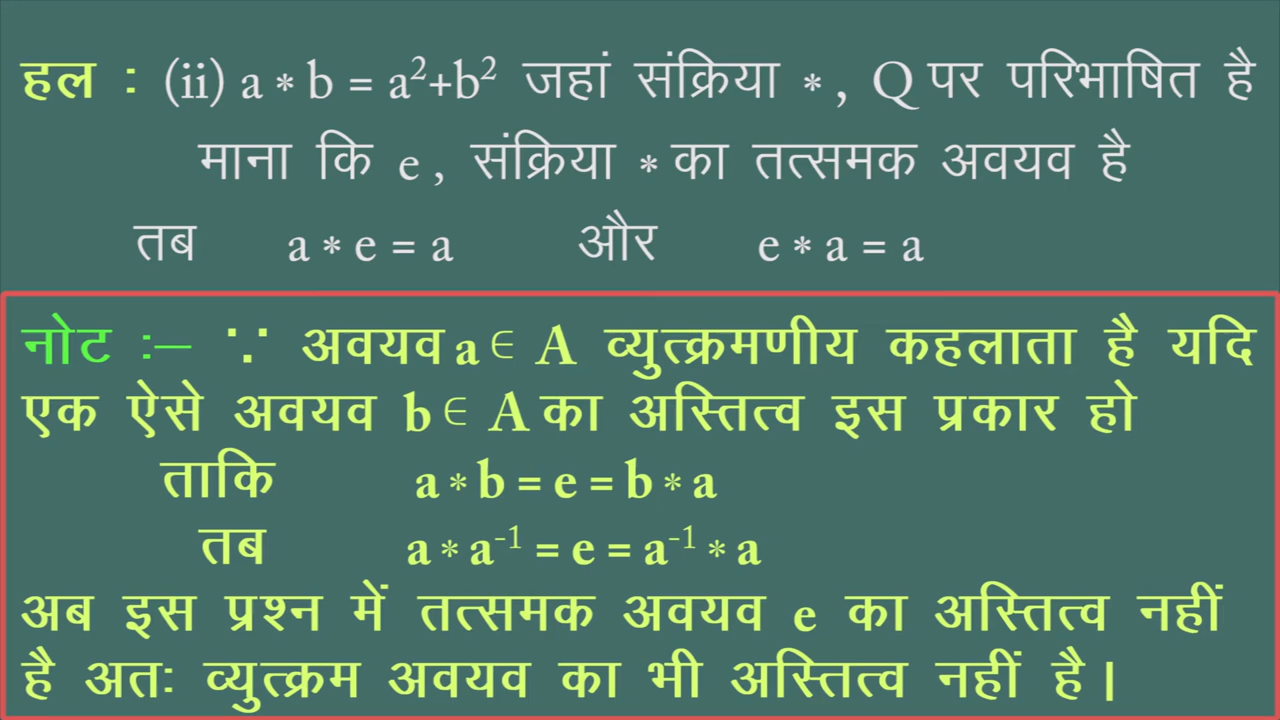 हल : (ii) a * b = a²+b² जहां संक्रिया *, Q पर परिभाषित है
माना कि e, संक्रिया * का तत्समक अवयव है
तब a * e = a और e * a = a
नोट :– ∵ अवयव a ∈ A व्युत्क्रमणीय कहलाता है यदि
एक ऐसे अवयव b ∈ A का अस्तित्व इस प्रकार हो
ताकि a * b = e = b * a
तब a * a⁻¹ = e = a⁻¹ * a
अब इस प्रश्न में तत्समक अवयव e का अस्तित्व नहीं
है अतः व्युत्क्रम अवयव का भी अस्तित्व नहीं है |